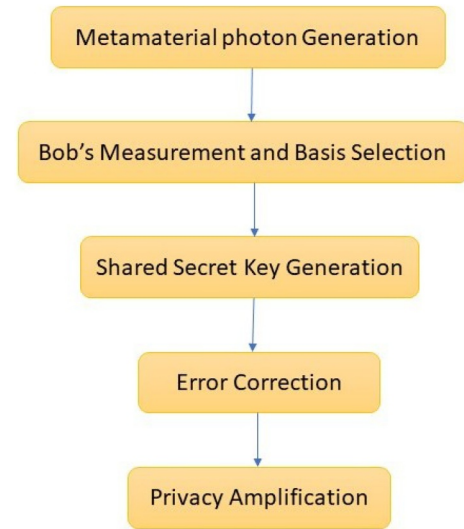 Metamaterial photon Generation
Bob’s Measurement and Basis Selection
Shared Secret Key Generation
Error Correction
Privacy Amplification